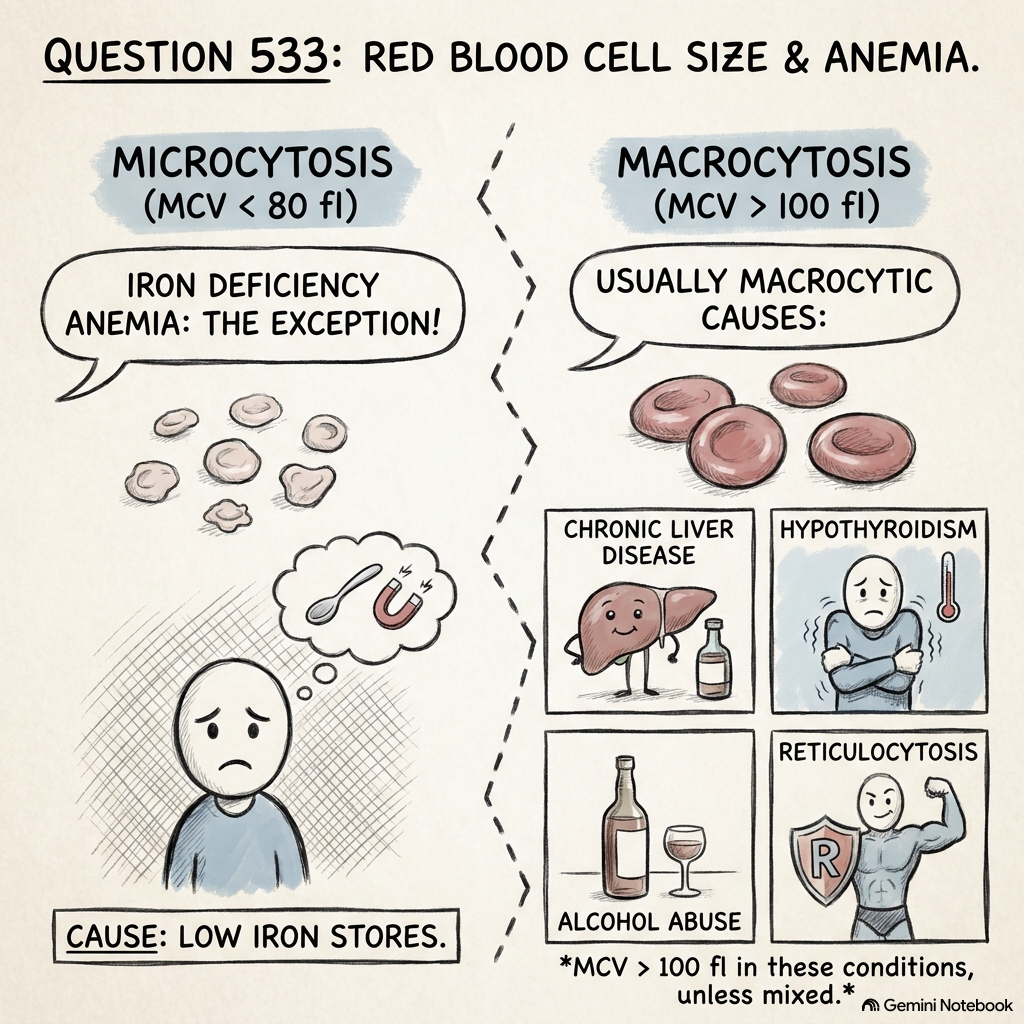 QUESTION 533: RED BLOOD CELL SIZE & ANEMIA.
MICROCYTOSIS
(MCV < 80 fl)
IRON DEFICIENCY
ANEMIA: THE EXCEPTION!
CAUSE: LOW IRON STORES.
MACROCYTOSIS
(MCV > 100 fl)
USUALLY MACROCYTIC
CAUSES:
CHRONIC LIVER
DISEASE
HYPOTHYROIDISM
ALCOHOL ABUSE
RETICULOCYTOSIS
R
*MCV > 100 fl in these conditions,
unless mixed.*
Gemini Notebook